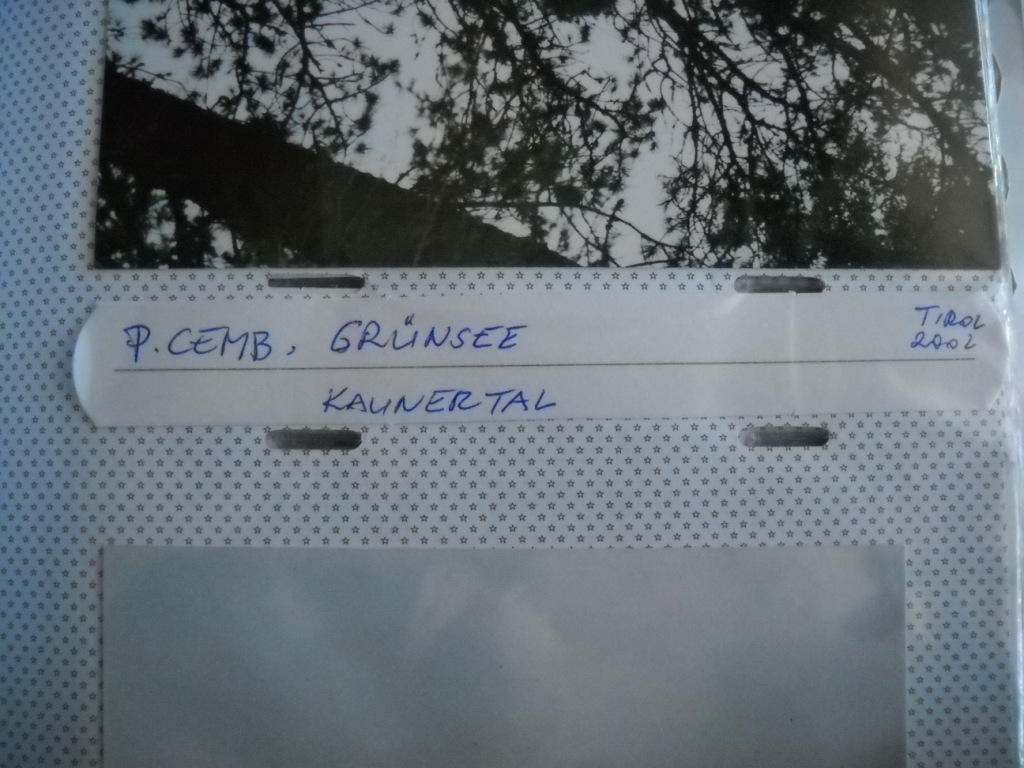 P. CEMB, GRÜNSEE
TIROL
2002
KAUNERTAL